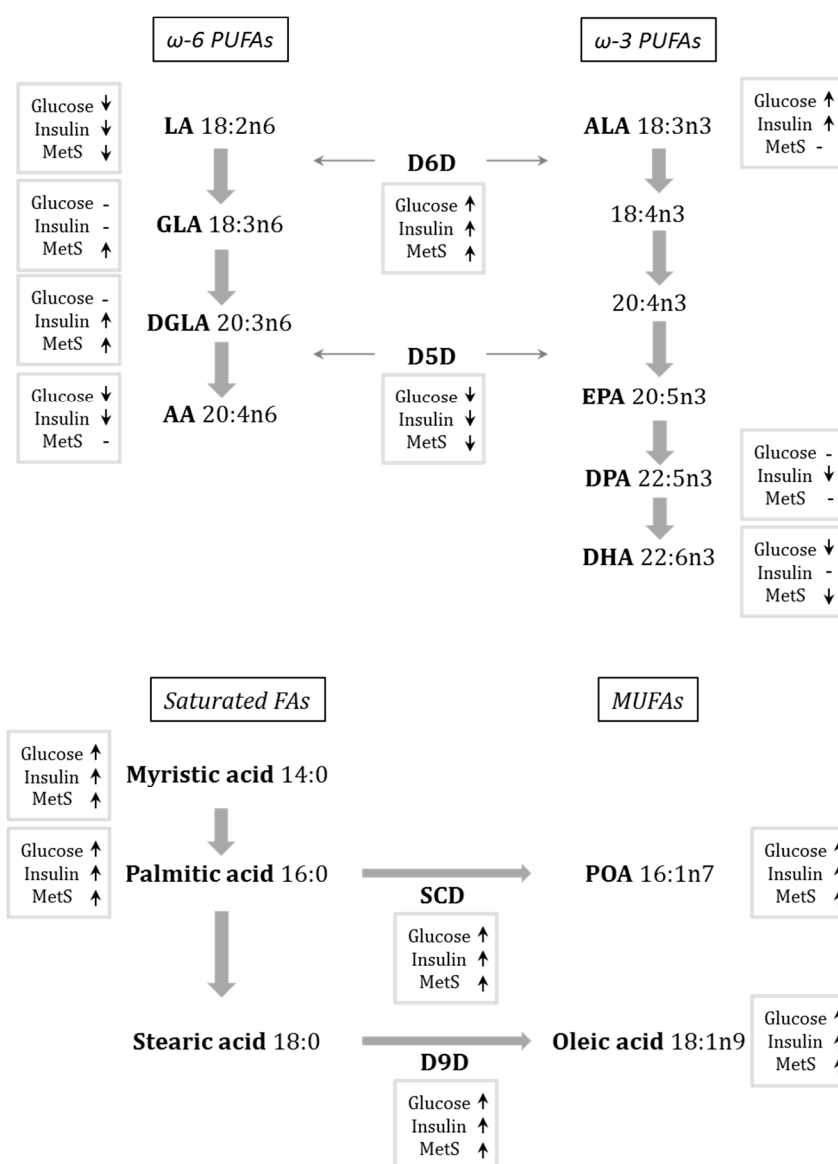 ω-6 PUFAs
ω-3 PUFAs
Glucose ↓
Insulin ↓
MetS ↓
LA 18:2n6
D6D
ALA 18:3n3
Glucose ↑
Insulin ↑
MetS -
Glucose -
Insulin -
MetS ↑
GLA 18:3n6
Glucose ↑
Insulin ↑
MetS ↑
18:4n3
Glucose -
Insulin ↑
MetS ↑
DGLA 20:3n6
20:4n3
D5D
Glucose ↓
Insulin ↓
MetS -
AA 20:4n6
Glucose ↓
Insulin ↓
MetS ↓
EPA 20:5n3
DPA 22:5n3
Glucose -
Insulin ↓
MetS -
DHA 22:6n3
Glucose ↓
Insulin -
MetS ↓
Saturated FAs
MUFAs
Glucose ↑
Insulin ↑
MetS ↑
Myristic acid 14:0
Glucose ↑
Insulin ↑
MetS ↑
Palmitic acid 16:0
SCD
Glucose ↑
Insulin ↑
MetS ↑
POA 16:1n7
Glucose ↑
Insulin ↑
MetS ↑
Stearic acid 18:0
D9D
Glucose ↑
Insulin ↑
MetS ↑
Oleic acid 18:1n9
Glucose ↑
Insulin ↑
MetS ↑